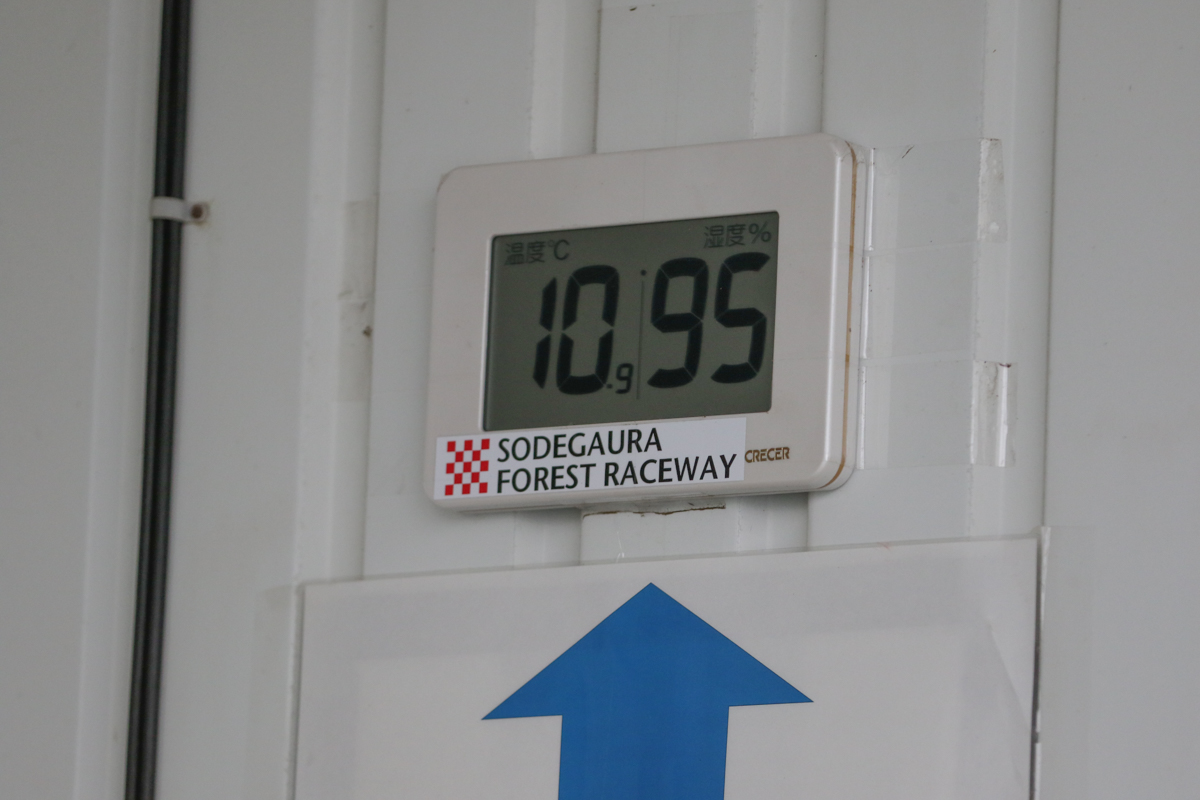 温度℃ 湿度%
10.9 95
SODEGAURA
FOREST RACEWAY
CRECER